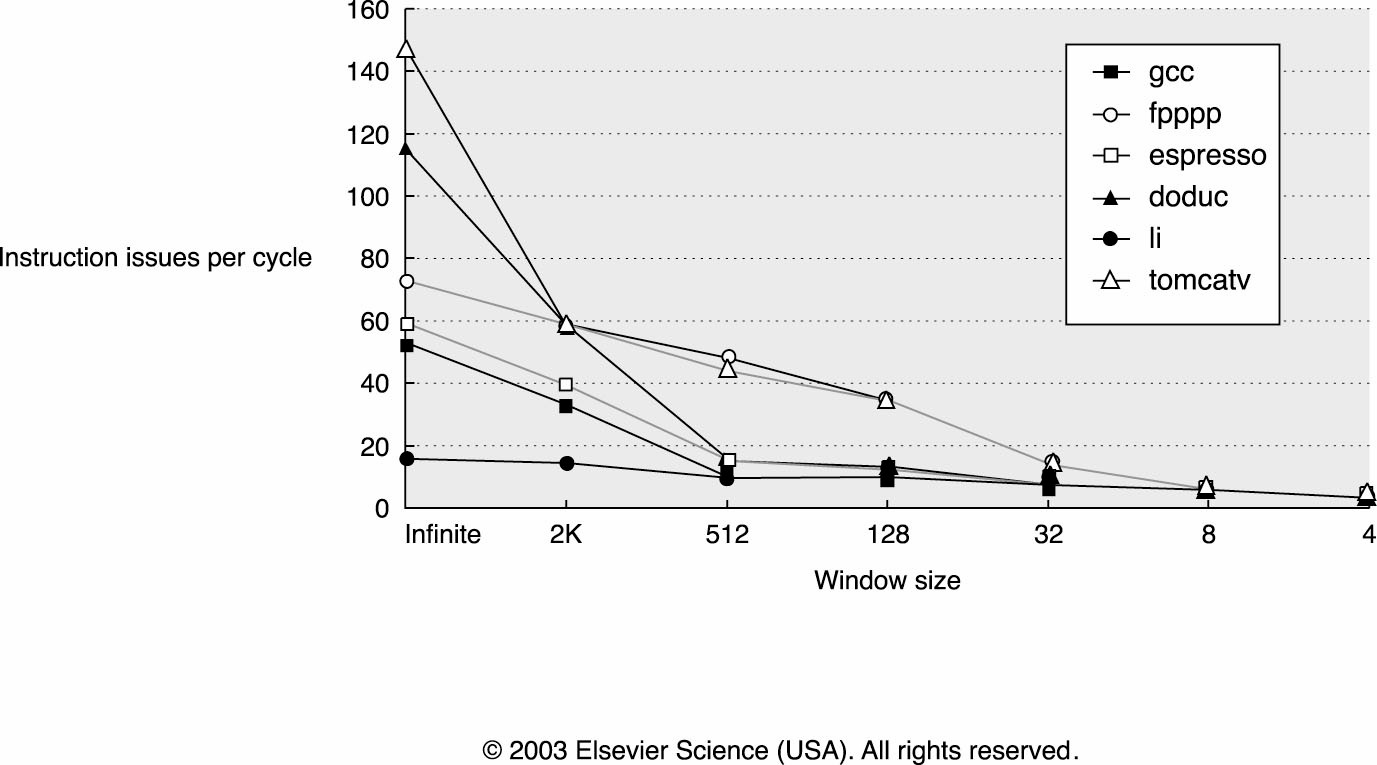 160
140
120
100
80
60
40
20
0
Instruction issues per cycle
gcc
fpppp
espresso
doduc
li
tomcatv
Infinite 2K 512 128 32 8 4
Window size
© 2003 Elsevier Science (USA). All rights reserved.